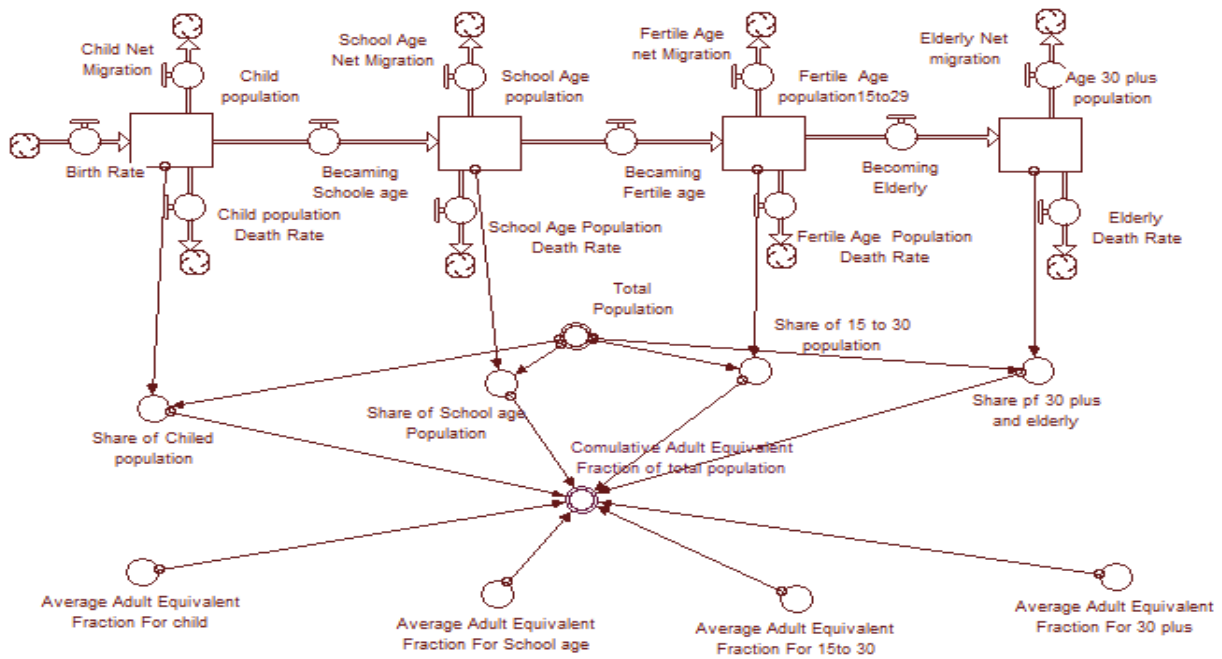 Child Net
Migration
Child
population
School Age
Net Migration
School Age
population
Fertile Age
net Migration
Fertile Age
population15to29
Elderly Net
migration
Age 30 plus
population
Birth Rate
Becaming
Schoole age
Becaming
Fertile age
Becoming
Elderly
Child population
Death Rate
School Age Population
Death Rate
Fertile Age Population
Death Rate
Elderly
Death Rate
Total
Population
Share of 15 to 30
population
Share of Chiled
population
Share of School age
Population
Share pf 30 plus
and elderly
Comulative Adult Equivalent
Fraction of total population
Average Adult Equivalent
Fraction For child
Average Adult Equivalent
Fraction For School age
Average Adult Equivalent
Fraction For 15to 30
Average Adult Equivalent
Fraction For 30 plus